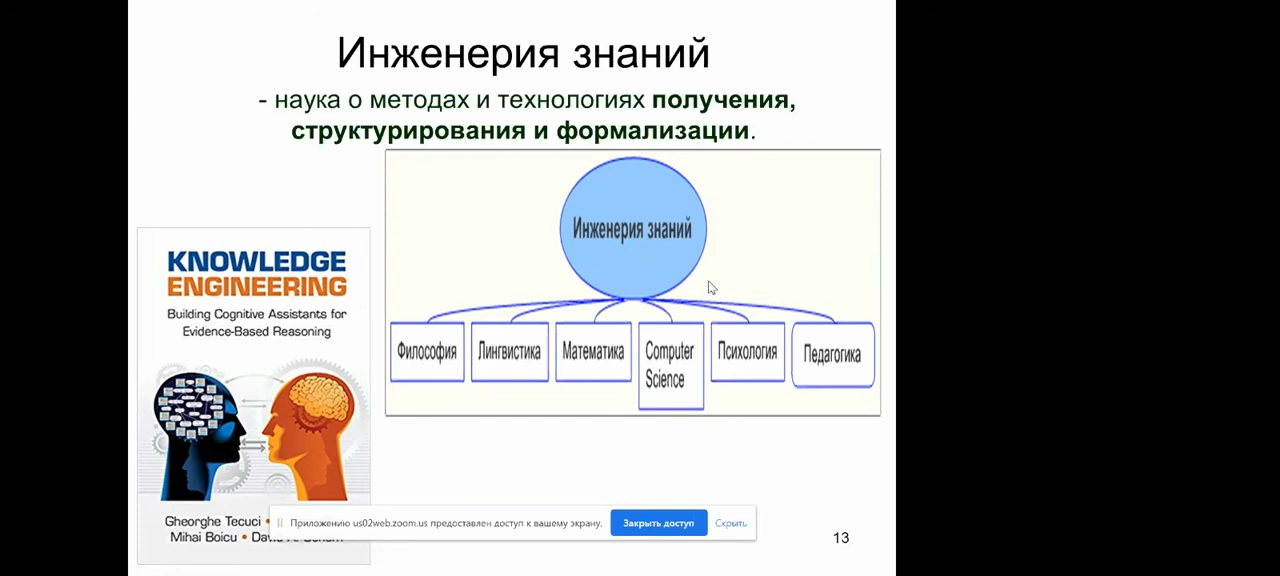 Инженерия знаний
- наука о методах и технологиях получения,
структурирования и формализации.
Инженерия знаний
Философия
Лингвистика
Математика
Computer
Science
Психология
Педагогика
KNOWLEDGE
ENGINEERING
Building Cognitive Assistants for
Evidence-Based Reasoning
Gheorghe Tecuci •
Mihai Boicu •
Приложению us02web.zoom.us предоставлен доступ к вашему экрану.
Закрыть доступ
Скрыть
13